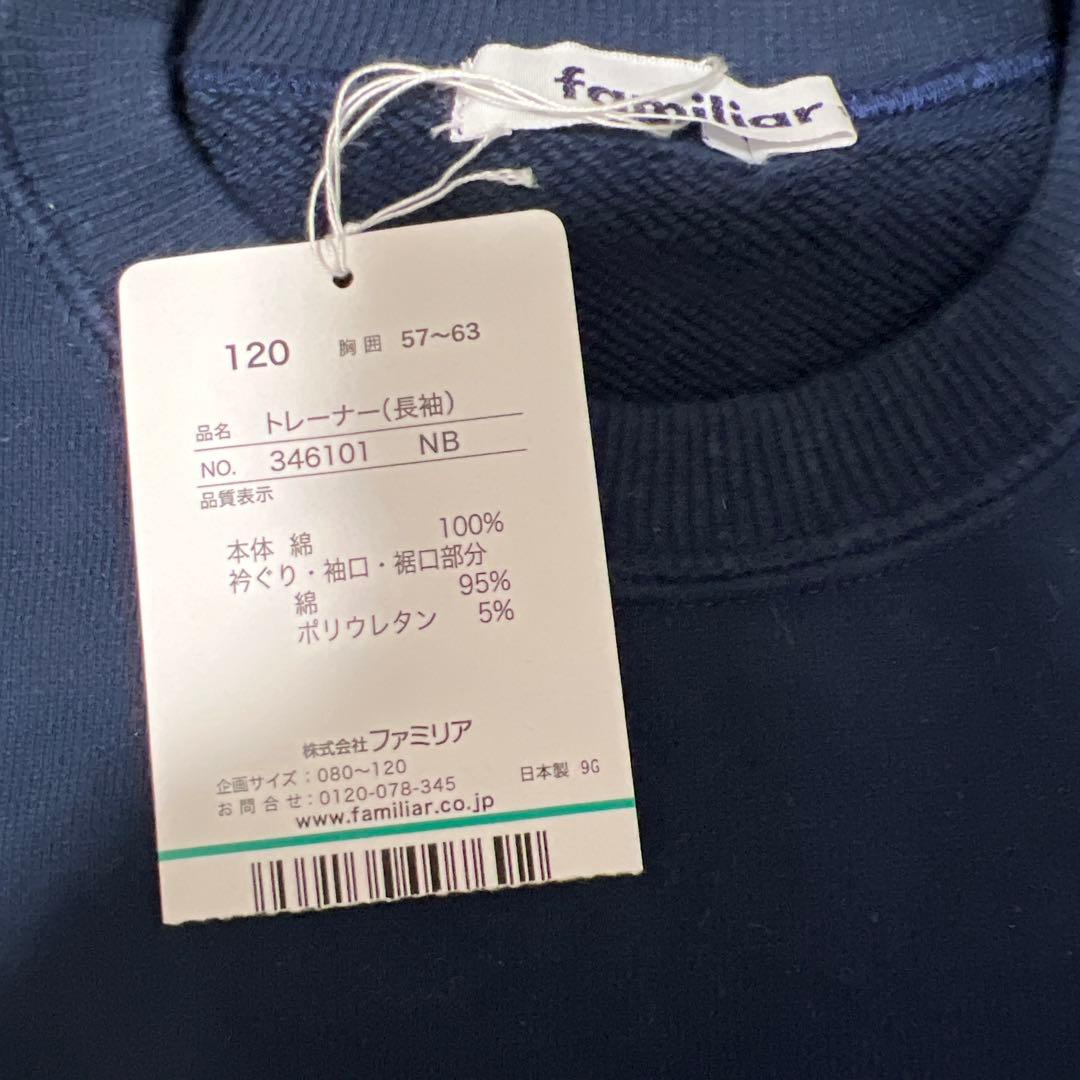 familiar
120 胸囲 57〜63
品名 トレーナー(長袖)
NO. 346101 NB
品質表示
本体 綿 100%
衿ぐり・袖口・裾口部分
綿 95%
ポリウレタン 5%
株式会社ファミリア
企画サイズ:080〜120 日本製 9G
お問合せ:0120-078-345
www.familiar.co.jp